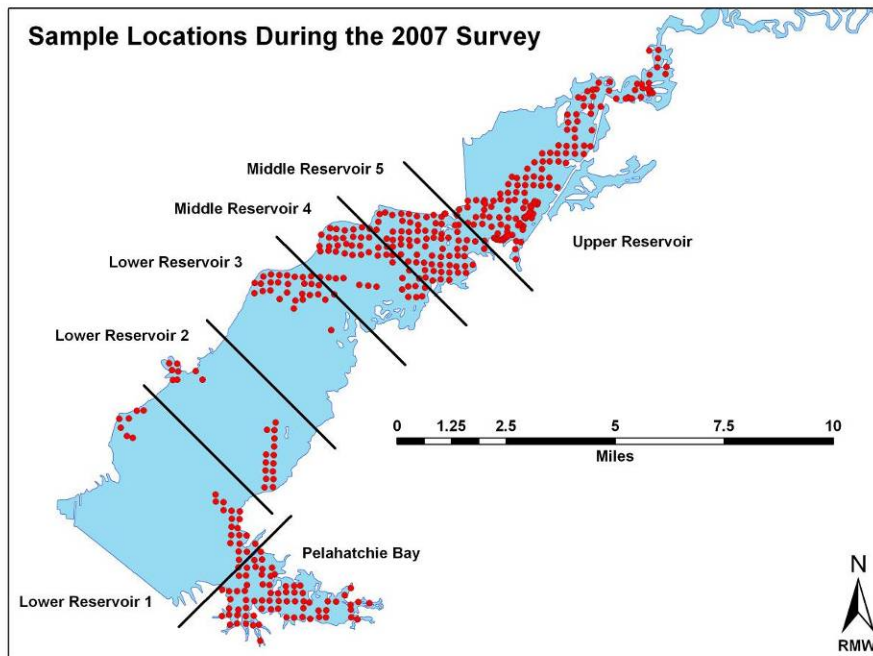 Sample Locations During the 2007 Survey
Middle Reservoir 5
Middle Reservoir 4
Upper Reservoir
Lower Reservoir 3
Lower Reservoir 2
0 1.25 2.5 5 7.5 10
Miles
Pelahatchie Bay
Lower Reservoir 1
N
RMW